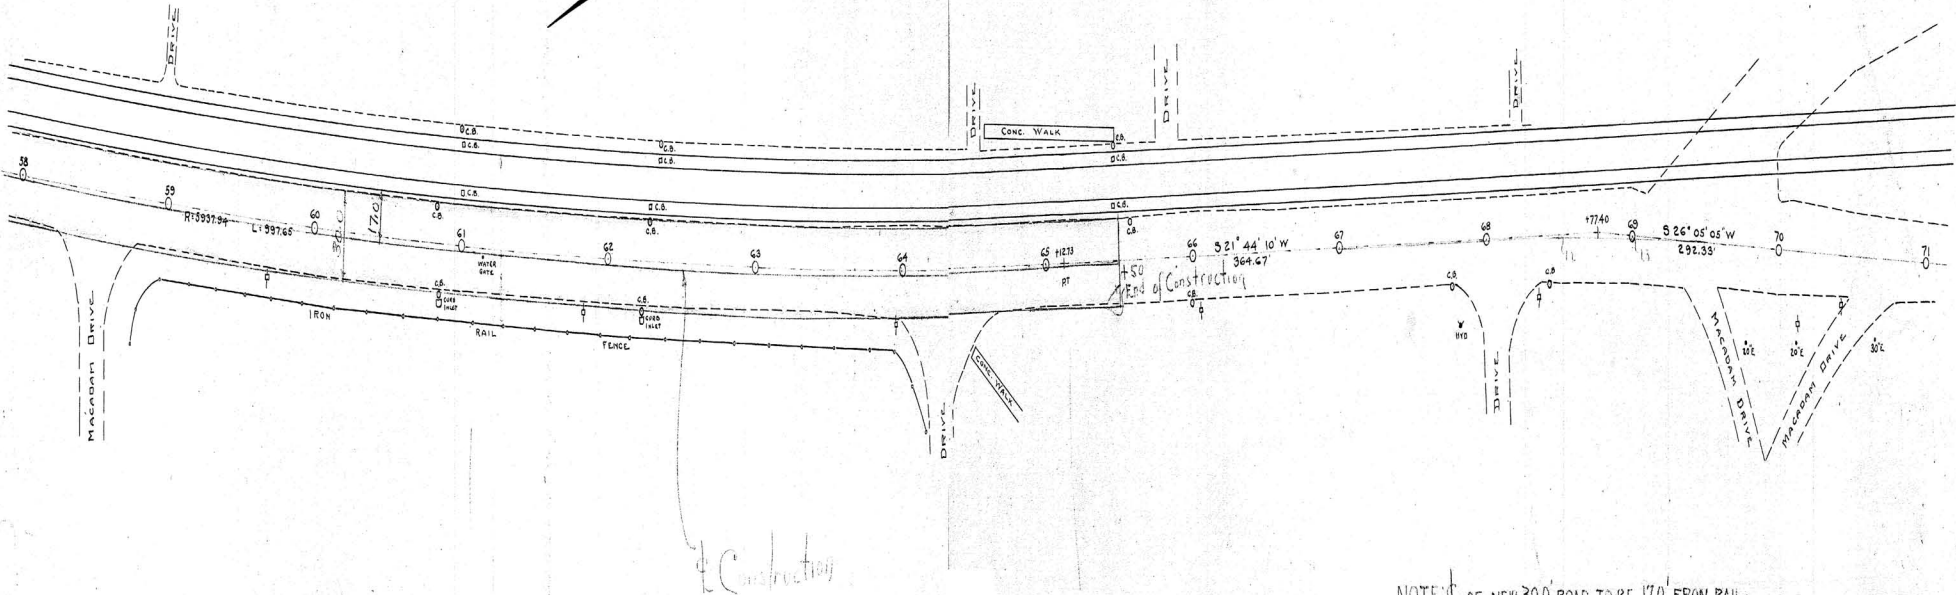 DRIVE
DRIVE
DRIVE
DRIVE
CONC. WALK
C.B.
C.B.
C.B.
C.B.
C.B.
C.B.
C.B.
C.B.
C.B.
C.B.
C.B.
C.B.
58
59
60
61
62
63
64
65
66
67
68
69
70
71
R=5937.94
L=997.65
17.0
+12.73
PT
S 21° 44' 10" W
364.67'
+77.40
S 26° 05' 05" W
292.33'
WATER
GATE
+50
End of Construction
C.B.
CURB
INLET
C.B.
CURB
INLET
C.B.
C.B.
C.B.
IRON RAIL FENCE
HYD
20"E
20"E
30"E
MACADAM DRIVE
DRIVE
CONC. WALK
DRIVE
MACADAM DRIVE
MACADAM DRIVE
℄ Construction
NOTE: ℄ OF NEW 30.0' ROAD TO BE 17.0' FROM RAIL